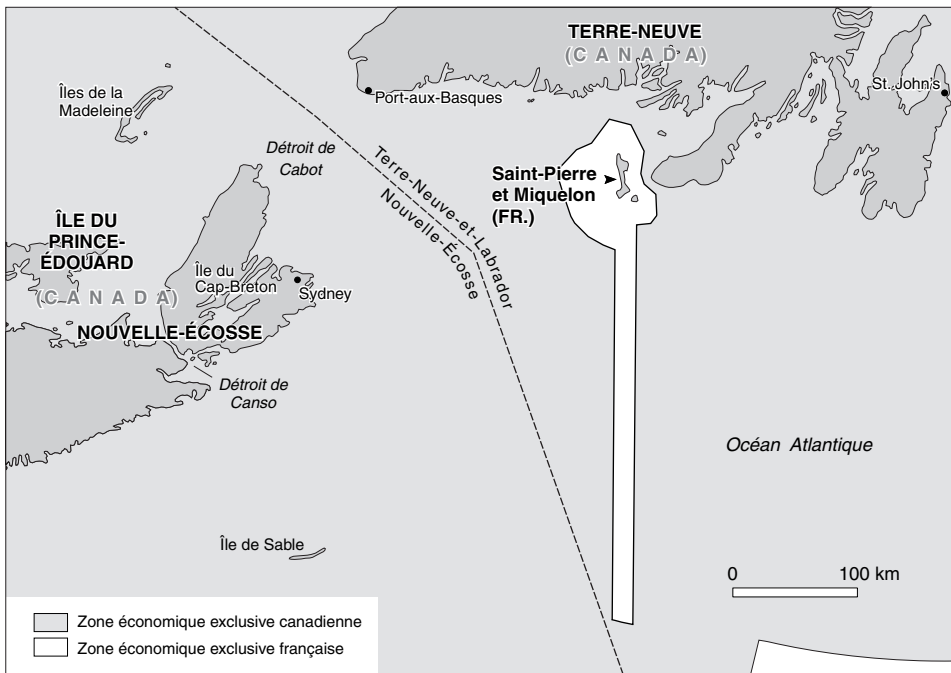 TERRE-NEUVE
(CANADA)
St. John's
Port-aux-Basques
Îles de la
Madeleine
Détroit de
Cabot
Terre-Neuve-et-Labrador
Nouvelle-Écosse
Saint-Pierre
et Miquelon
(FR.)
ÎLE DU
PRINCE-
ÉDOUARD
(CANADA)
Île du
Cap-Breton
Sydney
NOUVELLE-ÉCOSSE
Détroit de
Canso
Océan Atlantique
Île de Sable
0 100 km
Zone économique exclusive canadienne
Zone économique exclusive française